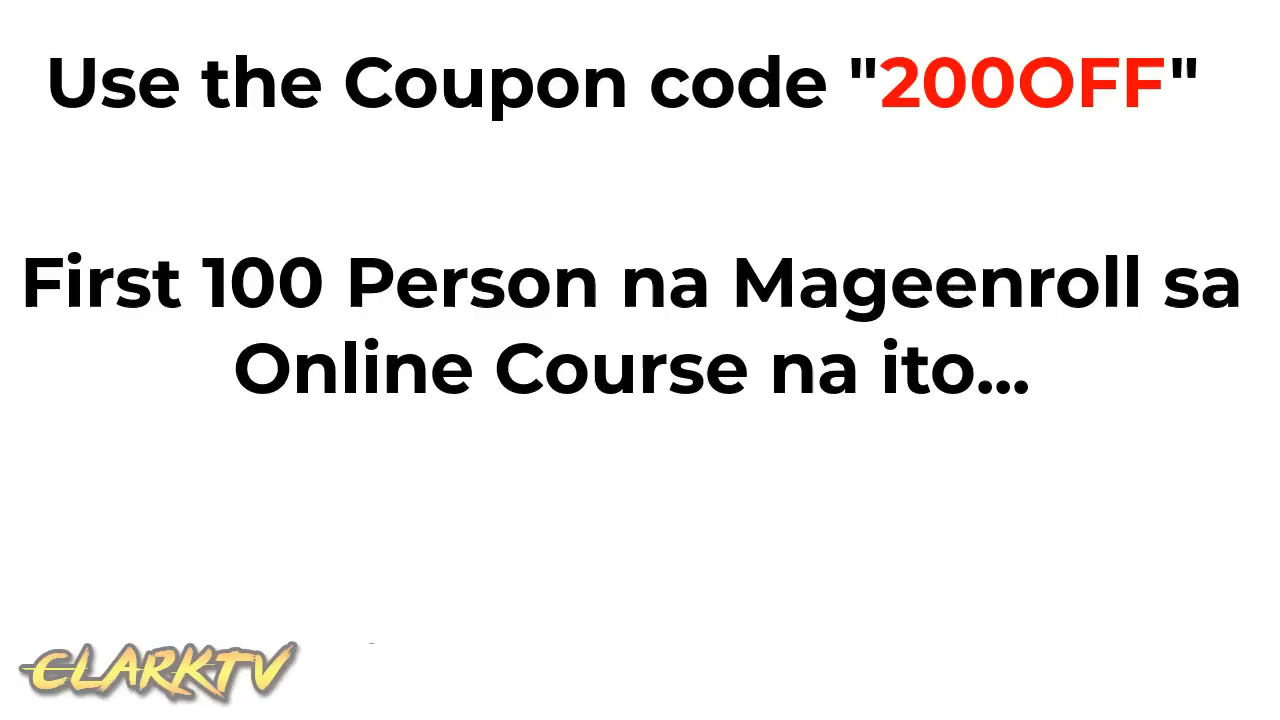 Use the Coupon code "200OFF"
First 100 Person na Mageenroll sa
Online Course na ito...
CLARKTV